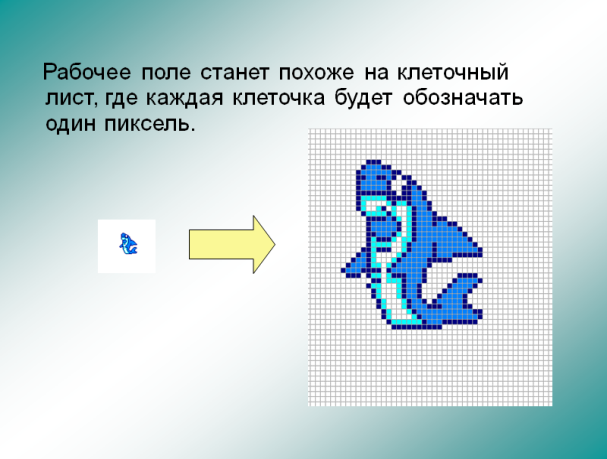 Рабочее поле станет похоже на клеточный
лист, где каждая клеточка будет обозначать
один пиксель.